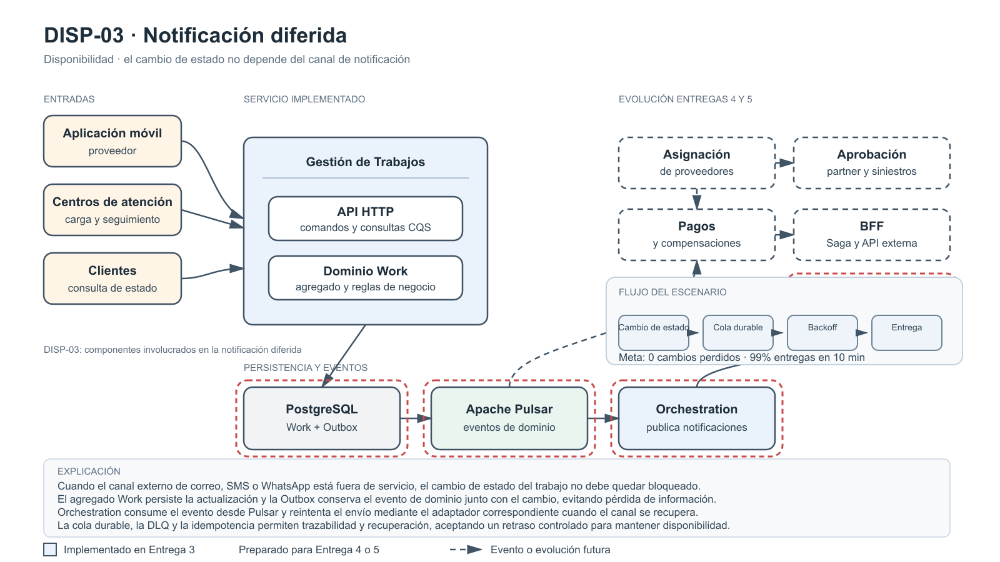 DISP-03 · Notificación diferida
Disponibilidad · el cambio de estado no depende del canal de notificación
ENTRADAS
SERVICIO IMPLEMENTADO
EVOLUCIÓN ENTREGAS 4 Y 5
Aplicación móvil
proveedor
Centros de atención
carga y seguimiento
Clientes
consulta de estado
Gestión de Trabajos
API HTTP
comandos y consultas CQS
Dominio Work
agregado y reglas de negocio
Asignación
de proveedores
Aprobación
partner y siniestros
Pagos
y compensaciones
BFF
Saga y API externa
FLUJO DEL ESCENARIO
Cambio de estado
Cola durable
Backoff
Entrega
Meta: 0 cambios perdidos · 99% entregas en 10 min
DISP-03: componentes involucrados en la notificación diferida
PERSISTENCIA Y EVENTOS
PostgreSQL
Work + Outbox
Apache Pulsar
eventos de dominio
Orchestration
publica notificaciones
EXPLICACIÓN
Cuando el canal externo de correo, SMS o WhatsApp está fuera de servicio, el cambio de estado del trabajo no debe quedar bloqueado.
El agregado Work persiste la actualización y la Outbox conserva el evento de dominio junto con el cambio, evitando pérdida de información.
Orchestration consume el evento desde Pulsar y reintenta el envío mediante el adaptador correspondiente cuando el canal se recupera.
La cola durable, la DLQ y la idempotencia permiten trazabilidad y recuperación, aceptando un retraso controlado para mantener disponibilidad.
Implementado en Entrega 3
Preparado para Entrega 4 o 5
Evento o evolución futura